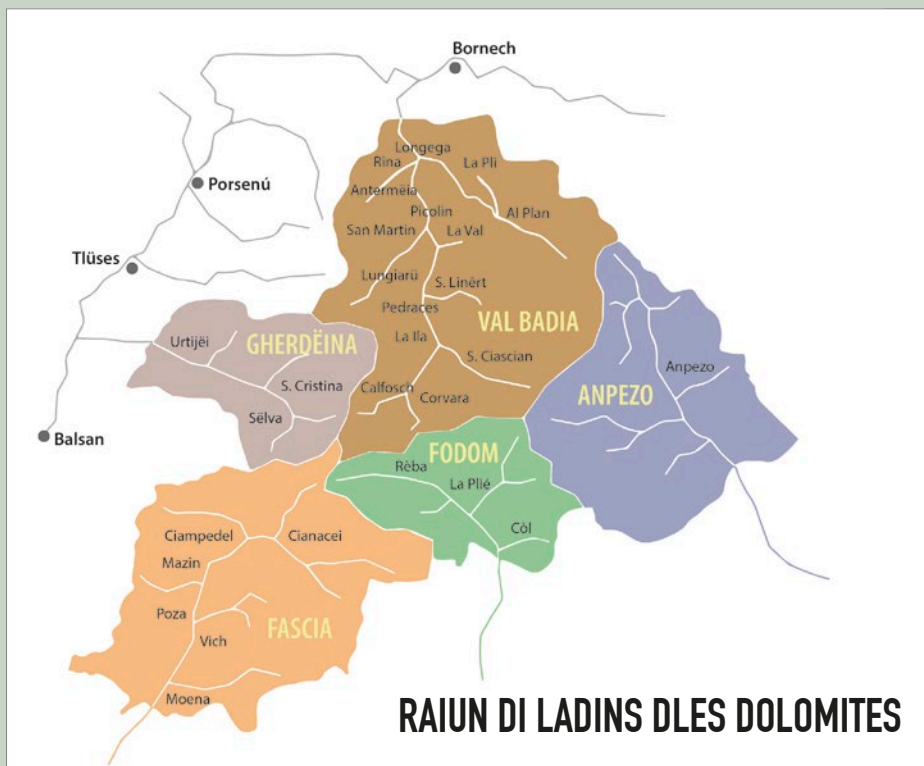 Bornech
Longega
Rina
La Pli
Porsenú
Antermëia
Picolin
Al Plan
San Martin
La Val
Tlüses
Lungiarü
S. Linèrt
Pedraces
VAL BADIA
GHERDËINA
Urtijëi
La Ila
S. Ciascian
Anpezo
S. Cristina
Calfosch
Corvara
ANPEZO
Sëlva
Balsan
FODOM
Rèba
La Plié
Còl
Ciampedel
Cianacei
Mazin
Poza
Vich
FASCIA
Moena
RAIUN DI LADINS DLES DOLOMITES